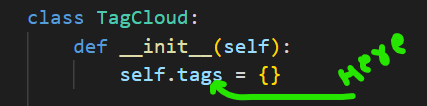 class TagCloud:
    def __init__(self):
        self.tags = {}
Here